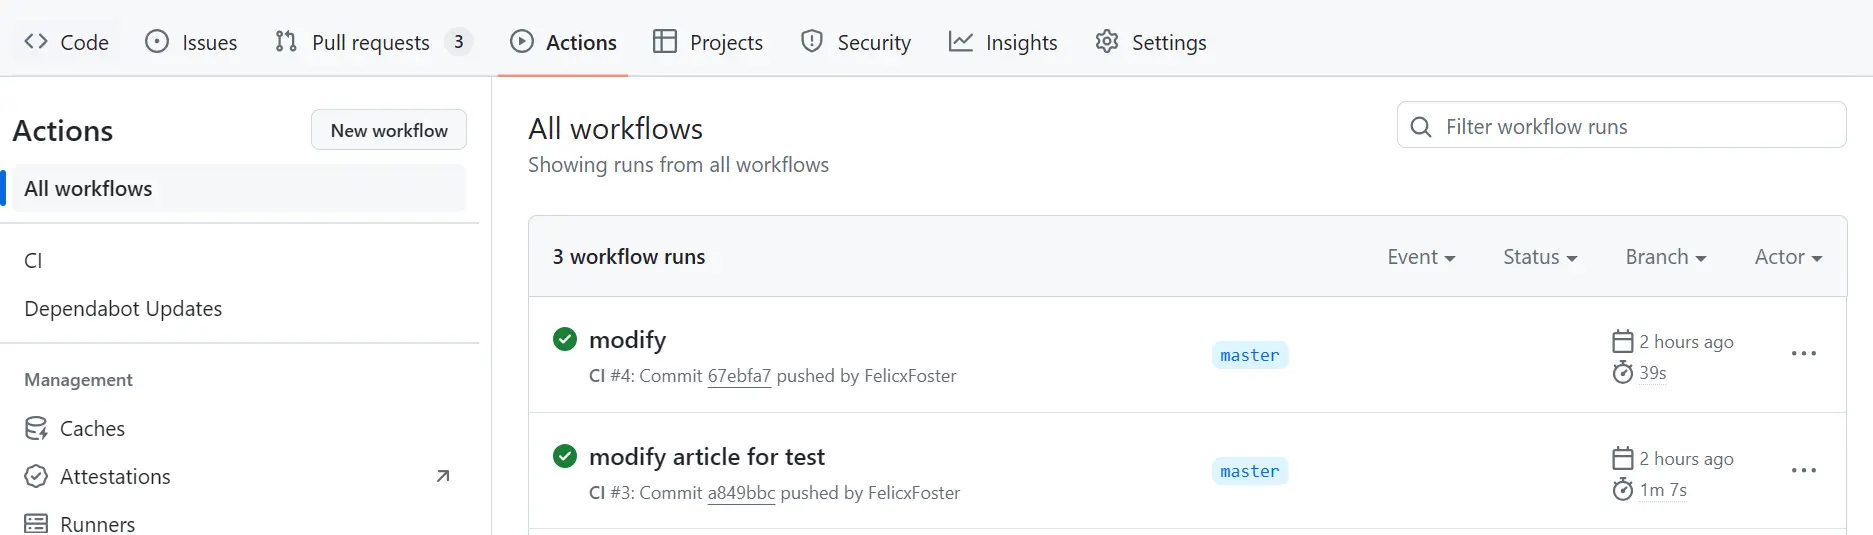 Code Issues Pull requests 3 Actions Projects Security Insights Settings
Actions New workflow
All workflows
CI
Dependabot Updates
Management
Caches
Attestations
Runners
All workflows
Showing runs from all workflows
Filter workflow runs
3 workflow runs Event Status Branch Actor
modify
CI #4: Commit 67ebfa7 pushed by FelicxFoster
master
2 hours ago
39s
modify article for test
CI #3: Commit a849bbc pushed by FelicxFoster
master
2 hours ago
1m 7s